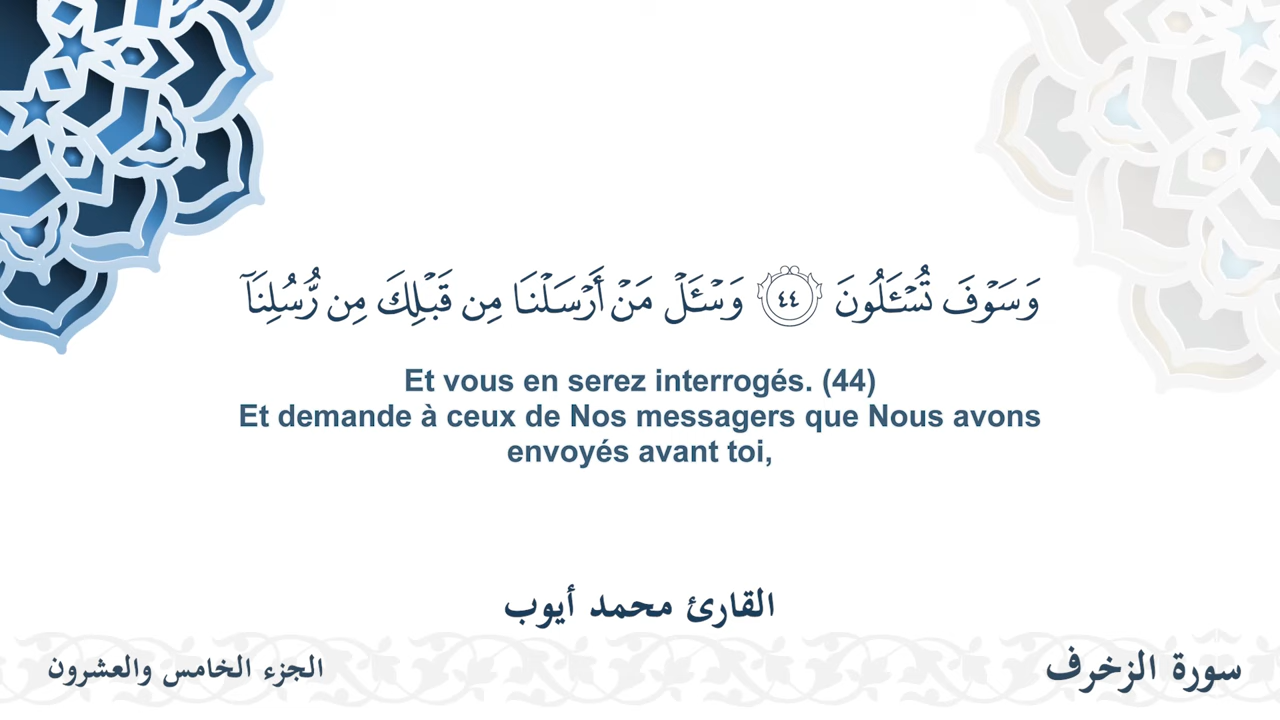 وَسَوۡفَ تُسۡـَٔلُونَ ٤٤ وَسۡـَٔلۡ مَنۡ أَرۡسَلۡنَا مِن قَبۡلِكَ مِن رُّسُلِنَآ
Et vous en serez interrogés. (44)
Et demande à ceux de Nos messagers que Nous avons
envoyés avant toi,
القارئ محمد أيوب
سورة الزخرف
الجزء الخامس والعشرون